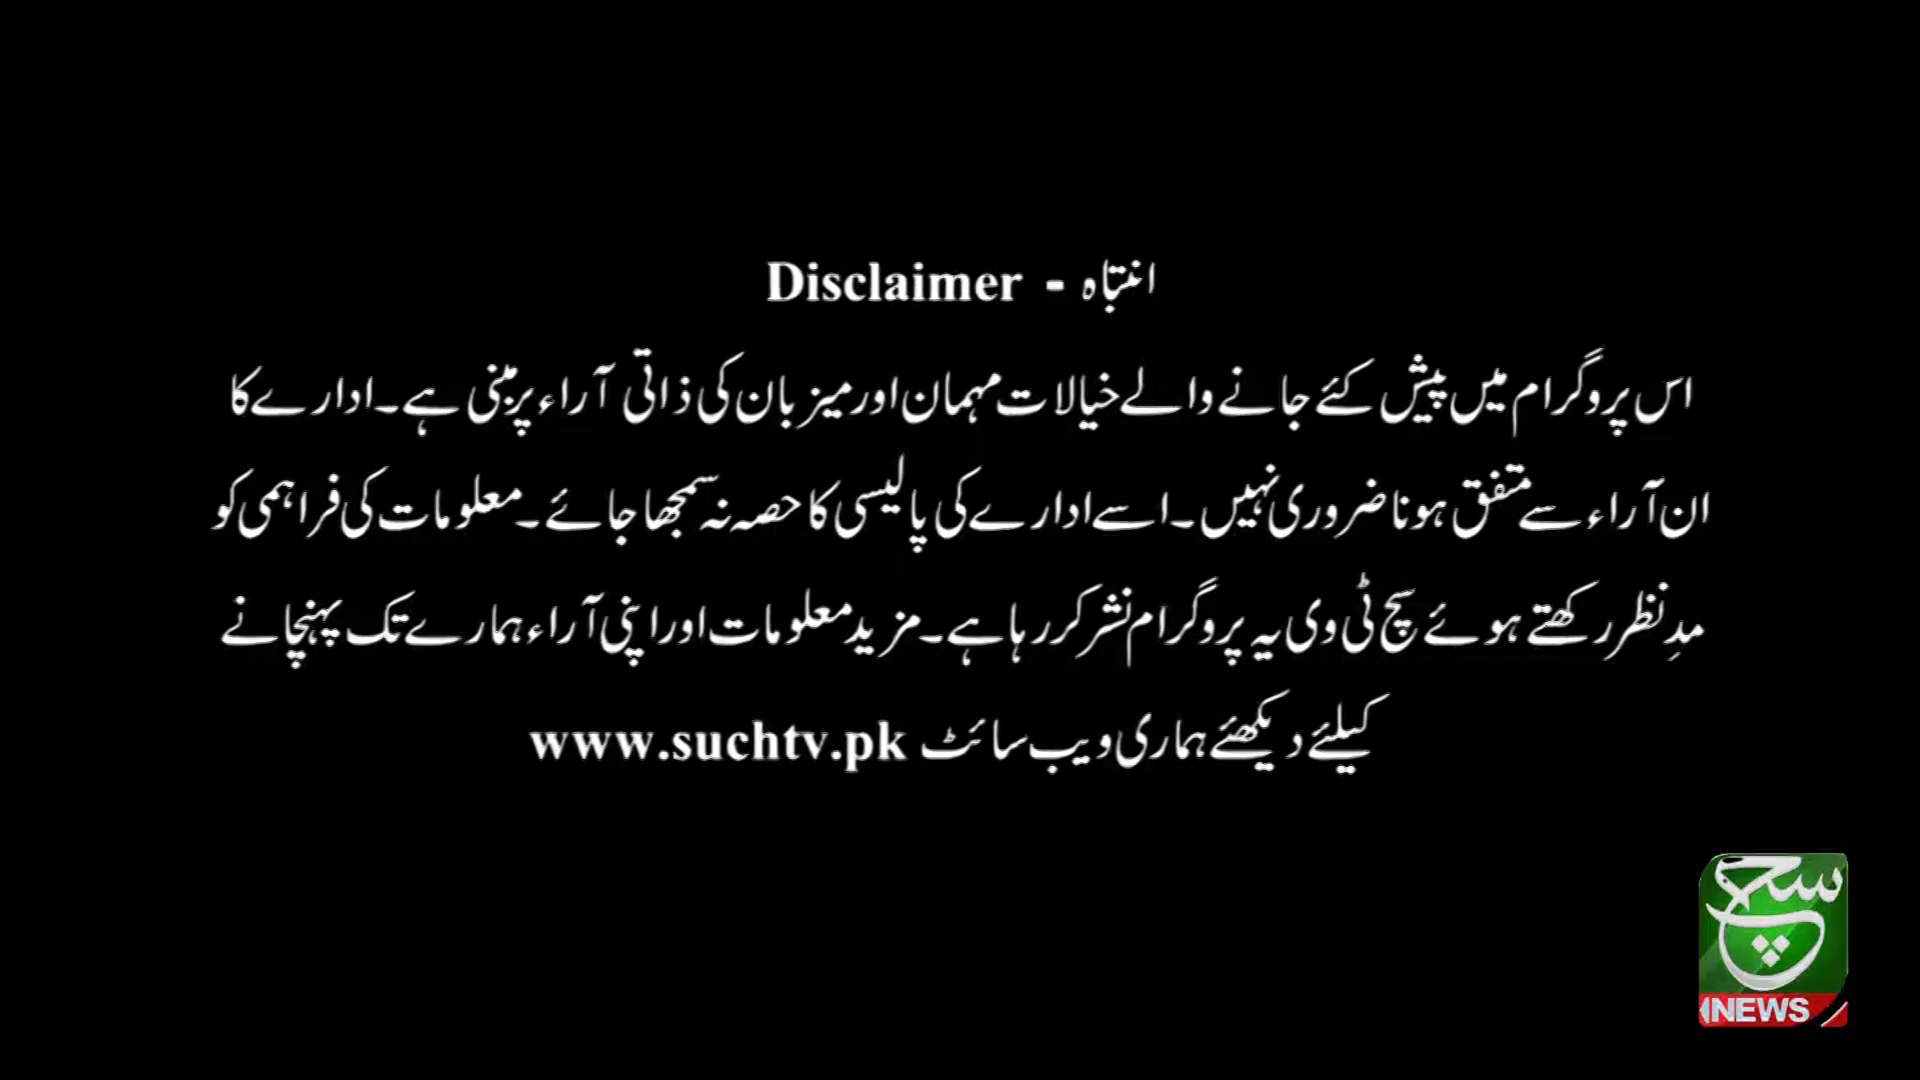 انتباہ - Disclaimer
اس پروگرام میں پیش کئے جانے والے خیالات مہمان اور میزبان کی ذاتی آراء پر مبنی ہے۔ ادارے کا
ان آراء سے متفق ہونا ضروری نہیں۔ اسے ادارے کی پالیسی کا حصہ نہ سمجھا جائے۔ معلومات کی فراہمی کو
مدِنظر رکھتے ہوئے سچ ٹی وی یہ پروگرام نشر کر رہا ہے۔ مزید معلومات اور اپنی آراء ہمارے تک پہنچانے
کیلئے دیکھئے ہماری ویب سائٹ www.suchtv.pk
سچ
NEWS